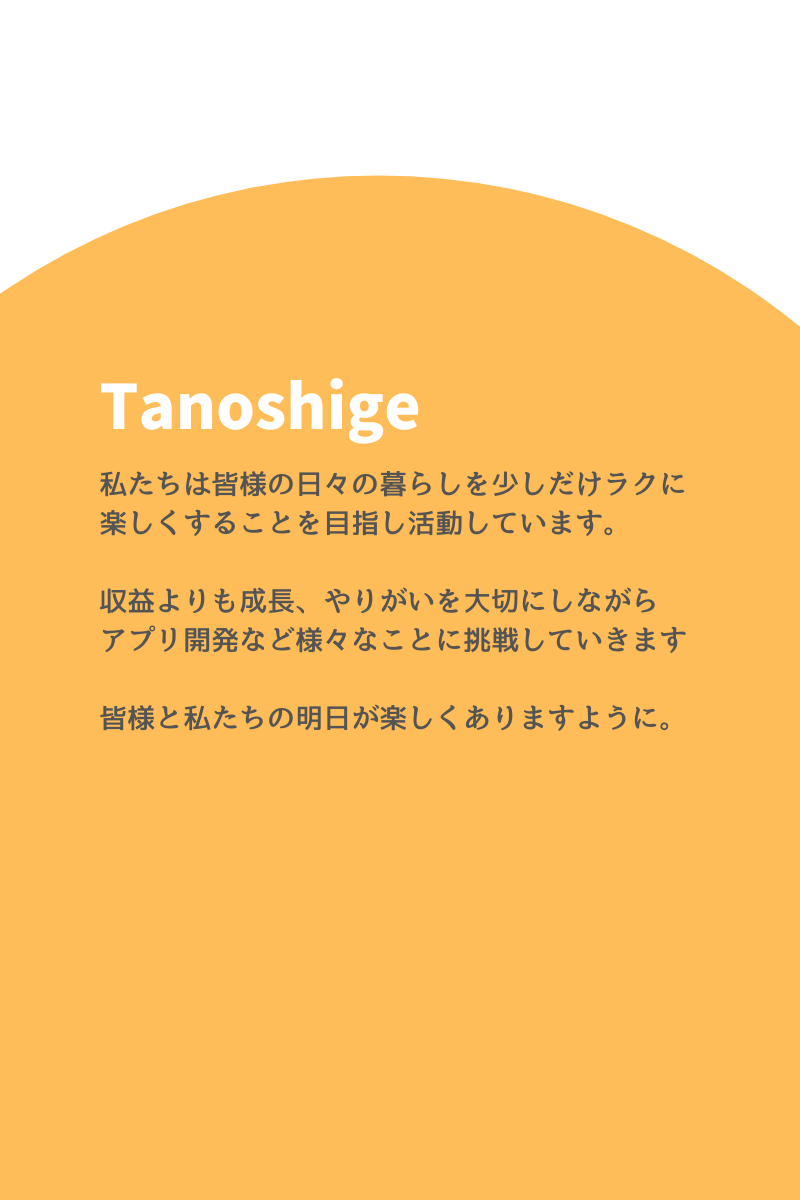 Tanoshige
私たちは皆様の日々の暮らしを少しだけラクに
楽しくすることを目指し活動しています。
収益よりも成長、やりがいを大切にしながら
アプリ開発など様々なことに挑戦していきます
皆様と私たちの明日が楽しくありますように。